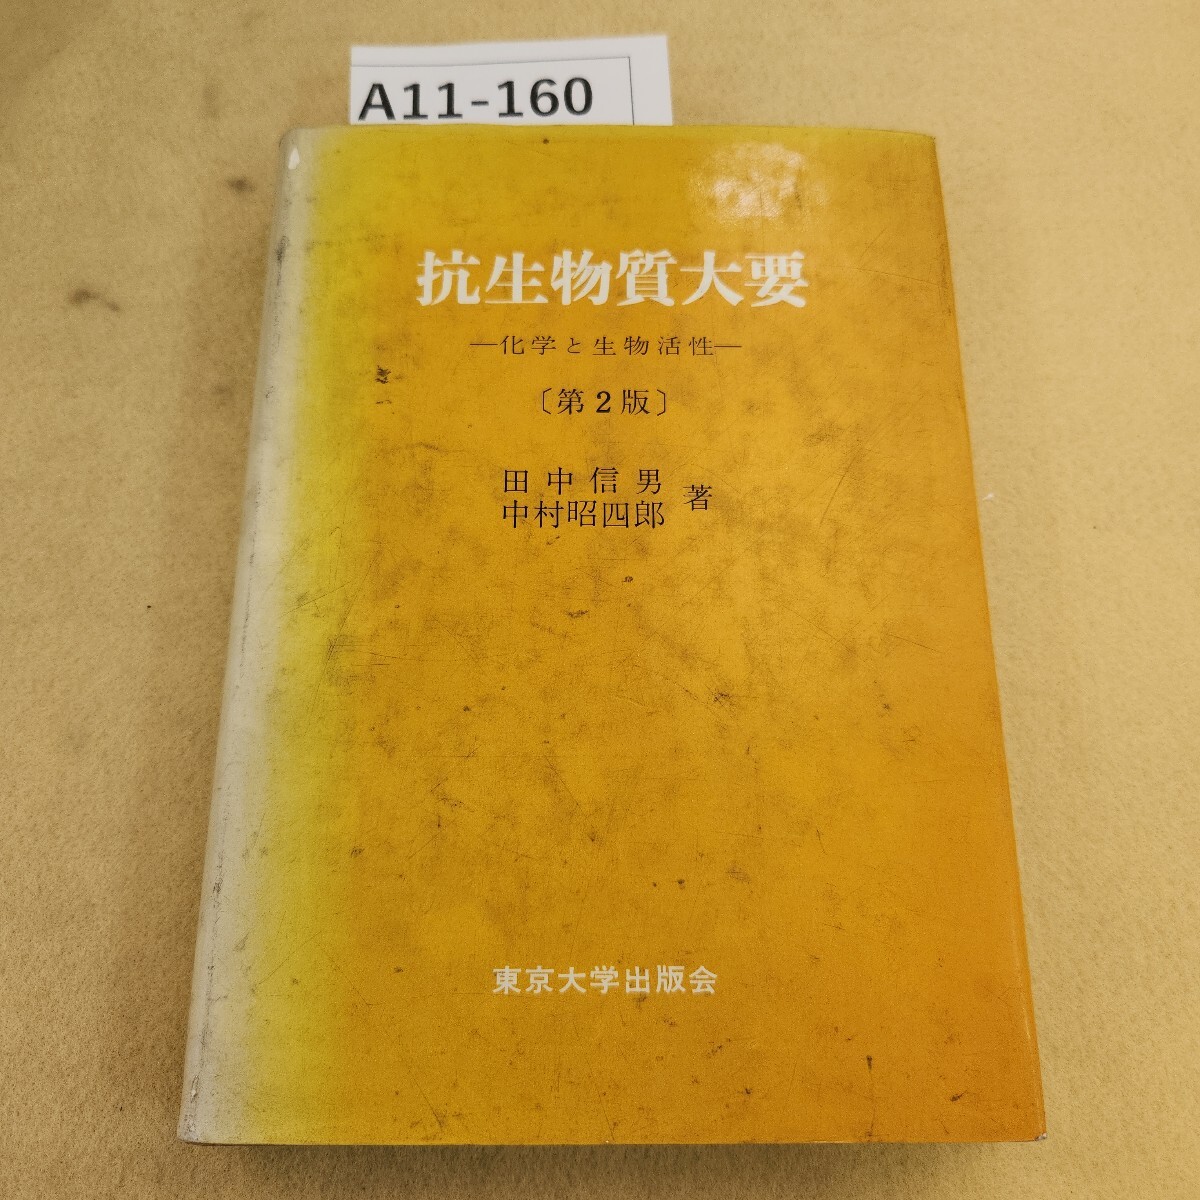 A11-160
抗生物質大要
―化学と生物活性―
〔第2版〕
田中信男
中村昭四郎
著
東京大学出版会